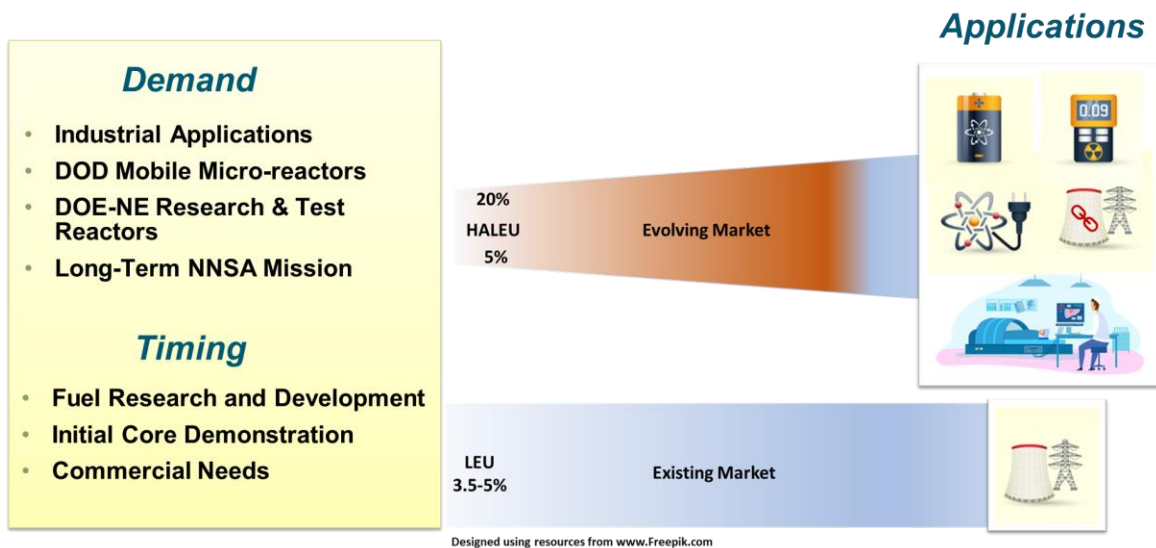 Applications
Demand
• Industrial Applications
• DOD Mobile Micro-reactors
• DOE-NE Research & Test
Reactors
• Long-Term NNSA Mission
Timing
• Fuel Research and Development
• Initial Core Demonstration
• Commercial Needs
20%
HALEU
5%
Evolving Market
0.09
LEU
3.5-5%
Existing Market
Designed using resources from www.Freepik.com